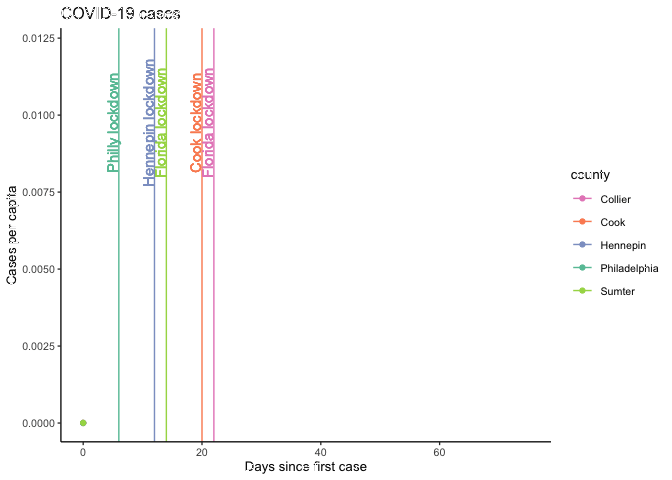 COVID-19 cases
0.0125
0.0100
0.0075
0.0050
0.0025
0.0000
Cases per capita
Philly lockdown
Hennepin lockdown
Florida lockdown
Cook lockdown
Florida lockdown
0
20
40
60
Days since first case
county
Collier
Cook
Hennepin
Philadelphia
Sumter